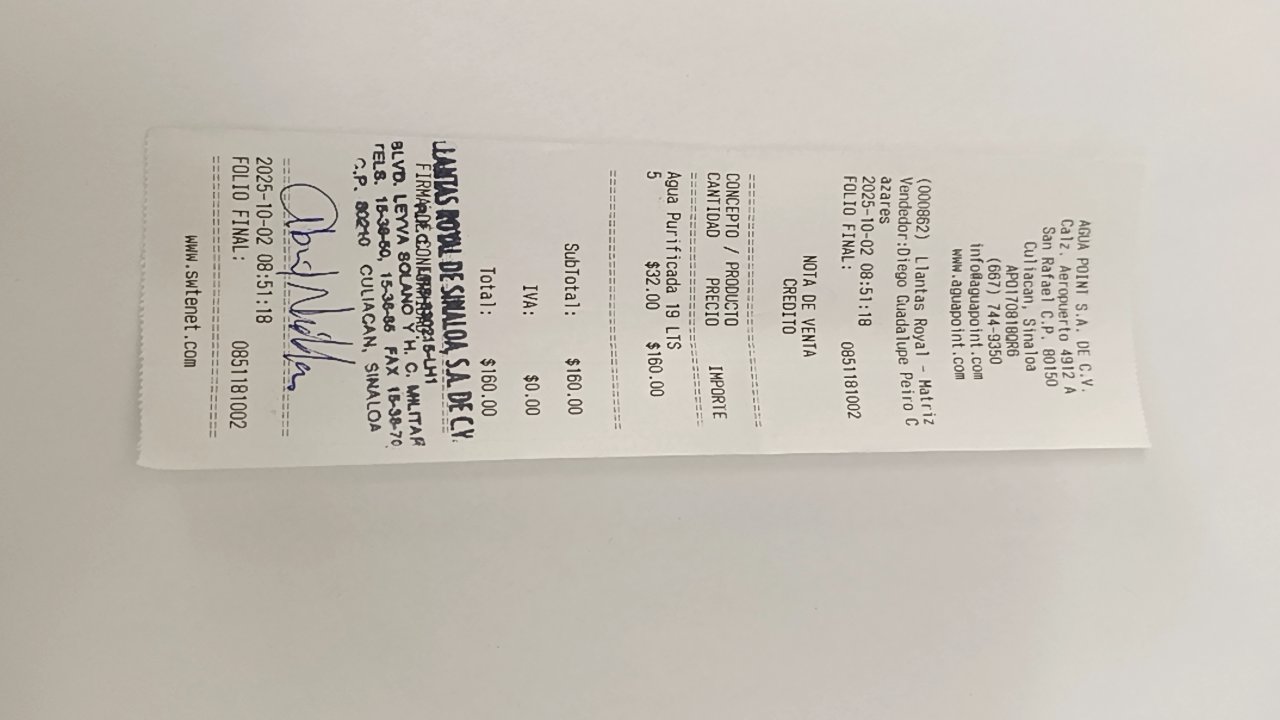 AGUA POINT S.A. DE C.V.
Calz. Aeropuerto 4912 A
San Rafael C.P. 80150
Culiacan, Sinaloa
APO170818QR6
(667) 744-9350
info@aguapoint.com
www.aguapoint.com
(000862) Llantas Royal - Matriz
Vendedor:Diego Guadalupe Peiro C
azares
2025-10-02 08:51:18
FOLIO FINAL: 0851181002
NOTA DE VENTA
CREDITO
CONCEPTO / PRODUCTO
CANTIDAD PRECIO IMPORTE
Agua Purificada 19 LTS
5 $32.00 $160.00
SubTotal: $160.00
IVA: $0.00
Total: $160.00
LLANTAS ROYAL DE SINALOA, S.A. DE C.V.
FIRMA DE
BLVD. LEYVA SOLANO Y H. C. MILITAR
TELS. 15-38-50, 15-38-85 FAX 15-38-70
C.P. 80240 CULIACAN, SINALOA
2025-10-02 08:51:18
FOLIO FINAL: 0851181002
www.swtenet.com